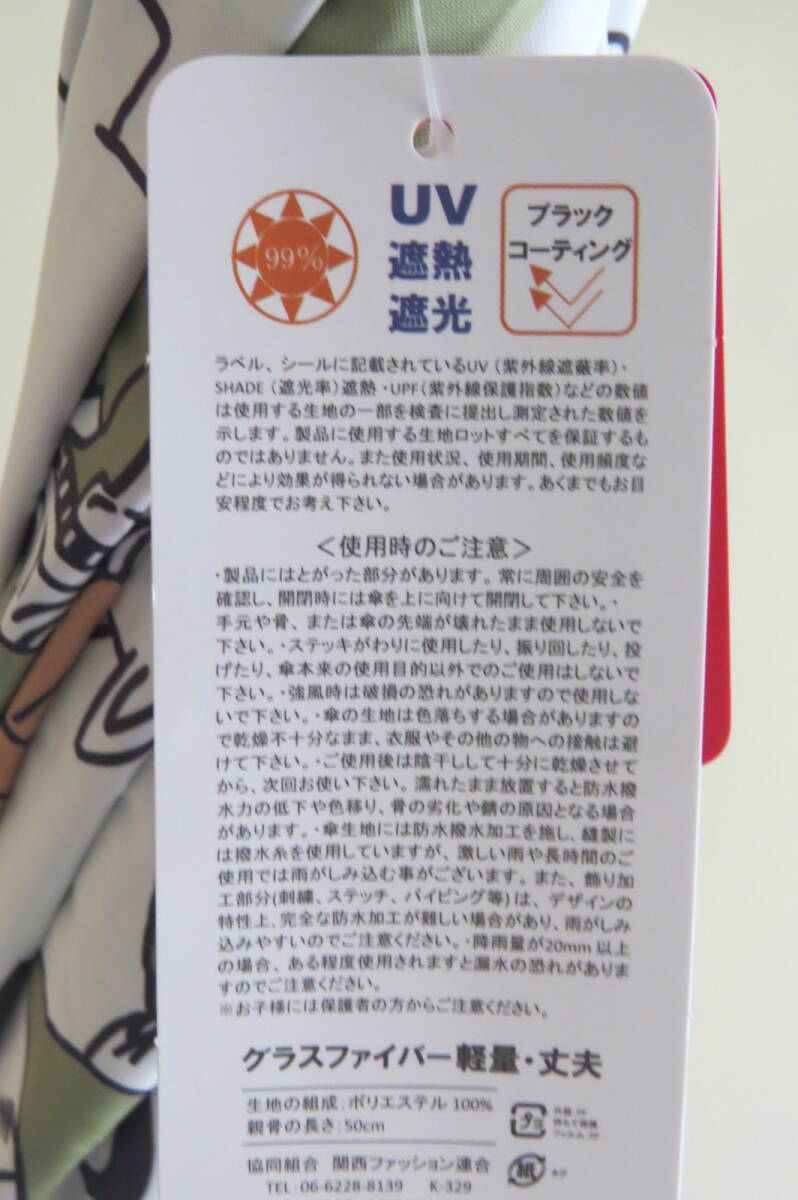 99%
UV
遮熱
遮光
ブラック
コーティング
ラベル、シールに記載されているUV（紫外線遮蔽率）・
SHADE（遮光率）遮熱・UPF（紫外線保護指数）などの数値
は使用する生地の一部を検査に提出し測定された数値を
示します。製品に使用する生地ロットすべてを保証するも
のではありません。また使用状況、使用期間、使用頻度な
どにより効果が得られない場合があります。あくまでもお目
安程度でお考え下さい。
＜使用時のご注意＞
・製品にはとがった部分があります。常に周囲の安全を
確認し、開閉時には傘を上に向けて開閉して下さい。・
手元や骨、または傘の先端が壊れたまま使用しないで
下さい。・ステッキがわりに使用したり、振り回したり、投
げたり、傘本来の使用目的以外でのご使用はしないで
下さい。・強風時は破損の恐れがありますので使用しな
いで下さい。・傘の生地は色落ちする場合がありますの
で乾燥不十分なまま、衣服やその他の物への接触は避
けて下さい。・ご使用後は陰干しして十分に乾燥させて
から、次回お使い下さい。濡れたまま放置すると防水撥
水力の低下や色移り、骨の劣化や錆の原因となる場合
があります。・傘生地には防水撥水加工を施し、縫製に
は撥水糸を使用していますが、激しい雨や長時間のご
使用では雨がしみ込む事がございます。また、飾り加
工部分(刺繍、ステッチ、パイピング等)は、デザインの
特性上、完全な防水加工が難しい場合があり、雨がしみ
込みやすいのでご注意ください。・降雨量が20mm以上
の場合、ある程度使用されますと漏水の恐れがありま
すのでご注意ください。
※お子様には保護者の方からご注意ください。
グラスファイバー軽量・丈夫
生地の組成：ポリエステル 100%
親骨の長さ：50cm
プラ
協同組合 関西ファッション連合
紙
TEL：06-6228-8139 K-329